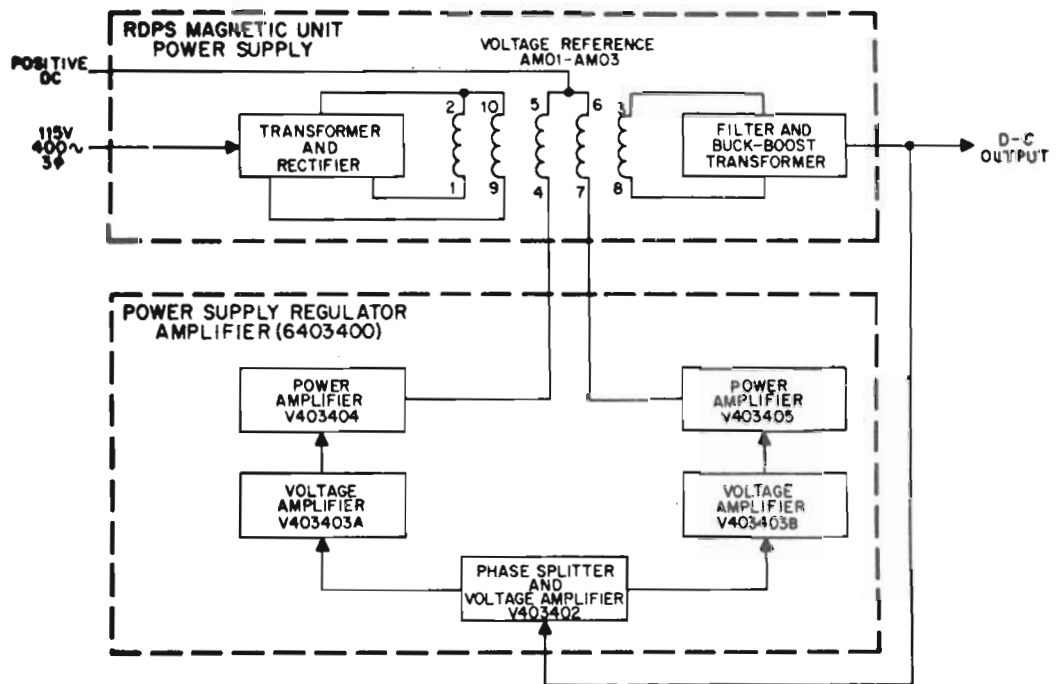 RDPS MAGNETIC UNIT
POWER SUPPLY
VOLTAGE REFERENCE
AM01-AM03
POSITIVE
DC
115V
400~
3ϕ
TRANSFORMER
AND
RECTIFIER
2
10
5
6
3
1
9
4
7
8
FILTER AND
BUCK-BOOST
TRANSFORMER
D-C
OUTPUT
POWER SUPPLY REGULATOR
AMPLIFIER (6403400)
POWER
AMPLIFIER
V403404
POWER
AMPLIFIER
V403405
VOLTAGE
AMPLIFIER
V403403A
VOLTAGE
AMPLIFIER
V403403B
PHASE SPLITTER
AND
VOLTAGE AMPLIFIER
V403402